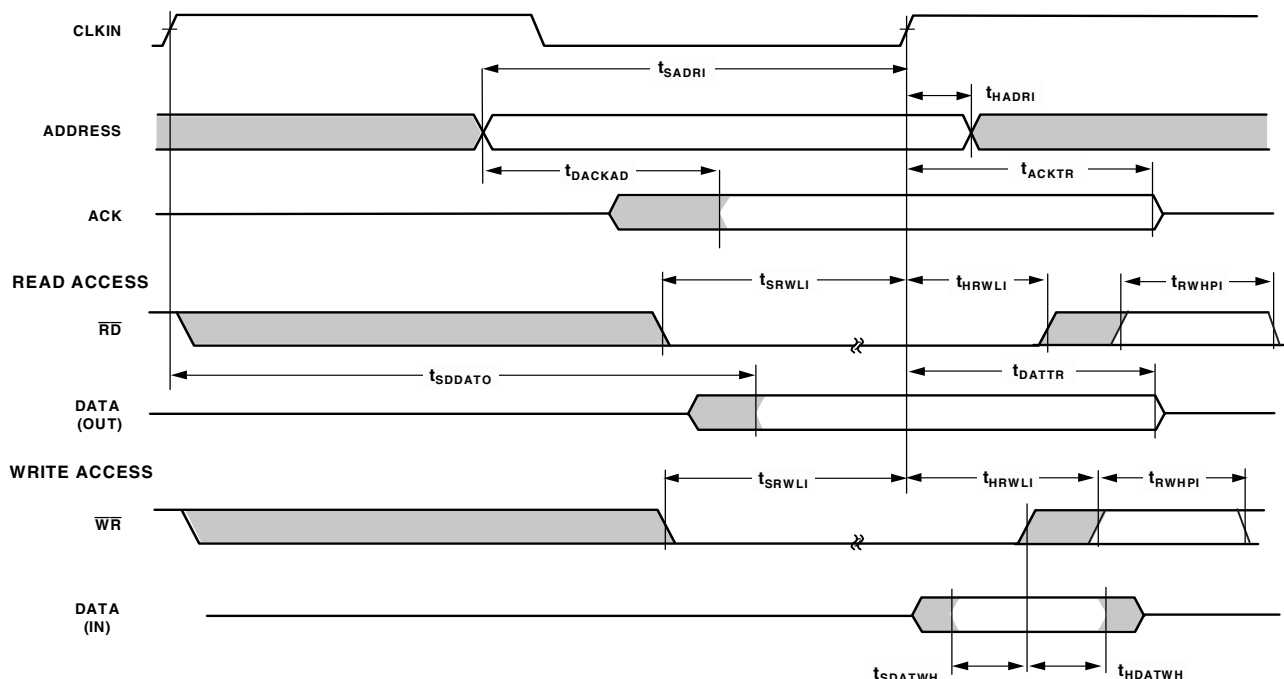 CLKIN
tSADRI
tHADRI
ADDRESS
tDACKAD
tACKTR
ACK
READ ACCESS
tSRWLI
tHRWLI
tRWHPI
RD
tSDDATO
tDATTR
DATA
(OUT)
WRITE ACCESS
tSRWLI
tHRWLI
tRWHPI
WR
DATA
(IN)
tSDATWH
tHDATWH